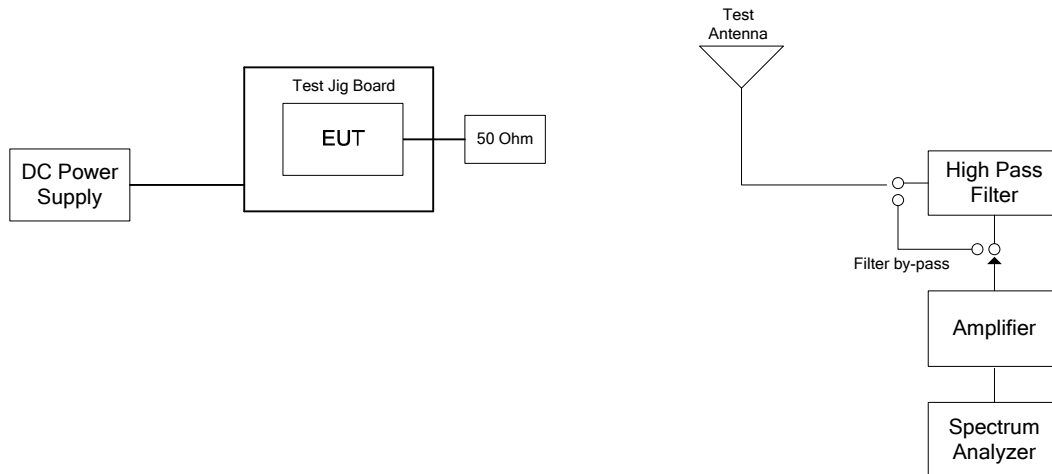 Test
Antenna
Test Jig Board
EUT
50 Ohm
DC Power
Supply
High Pass
Filter
Filter by-pass
Amplifier
Spectrum
Analyzer